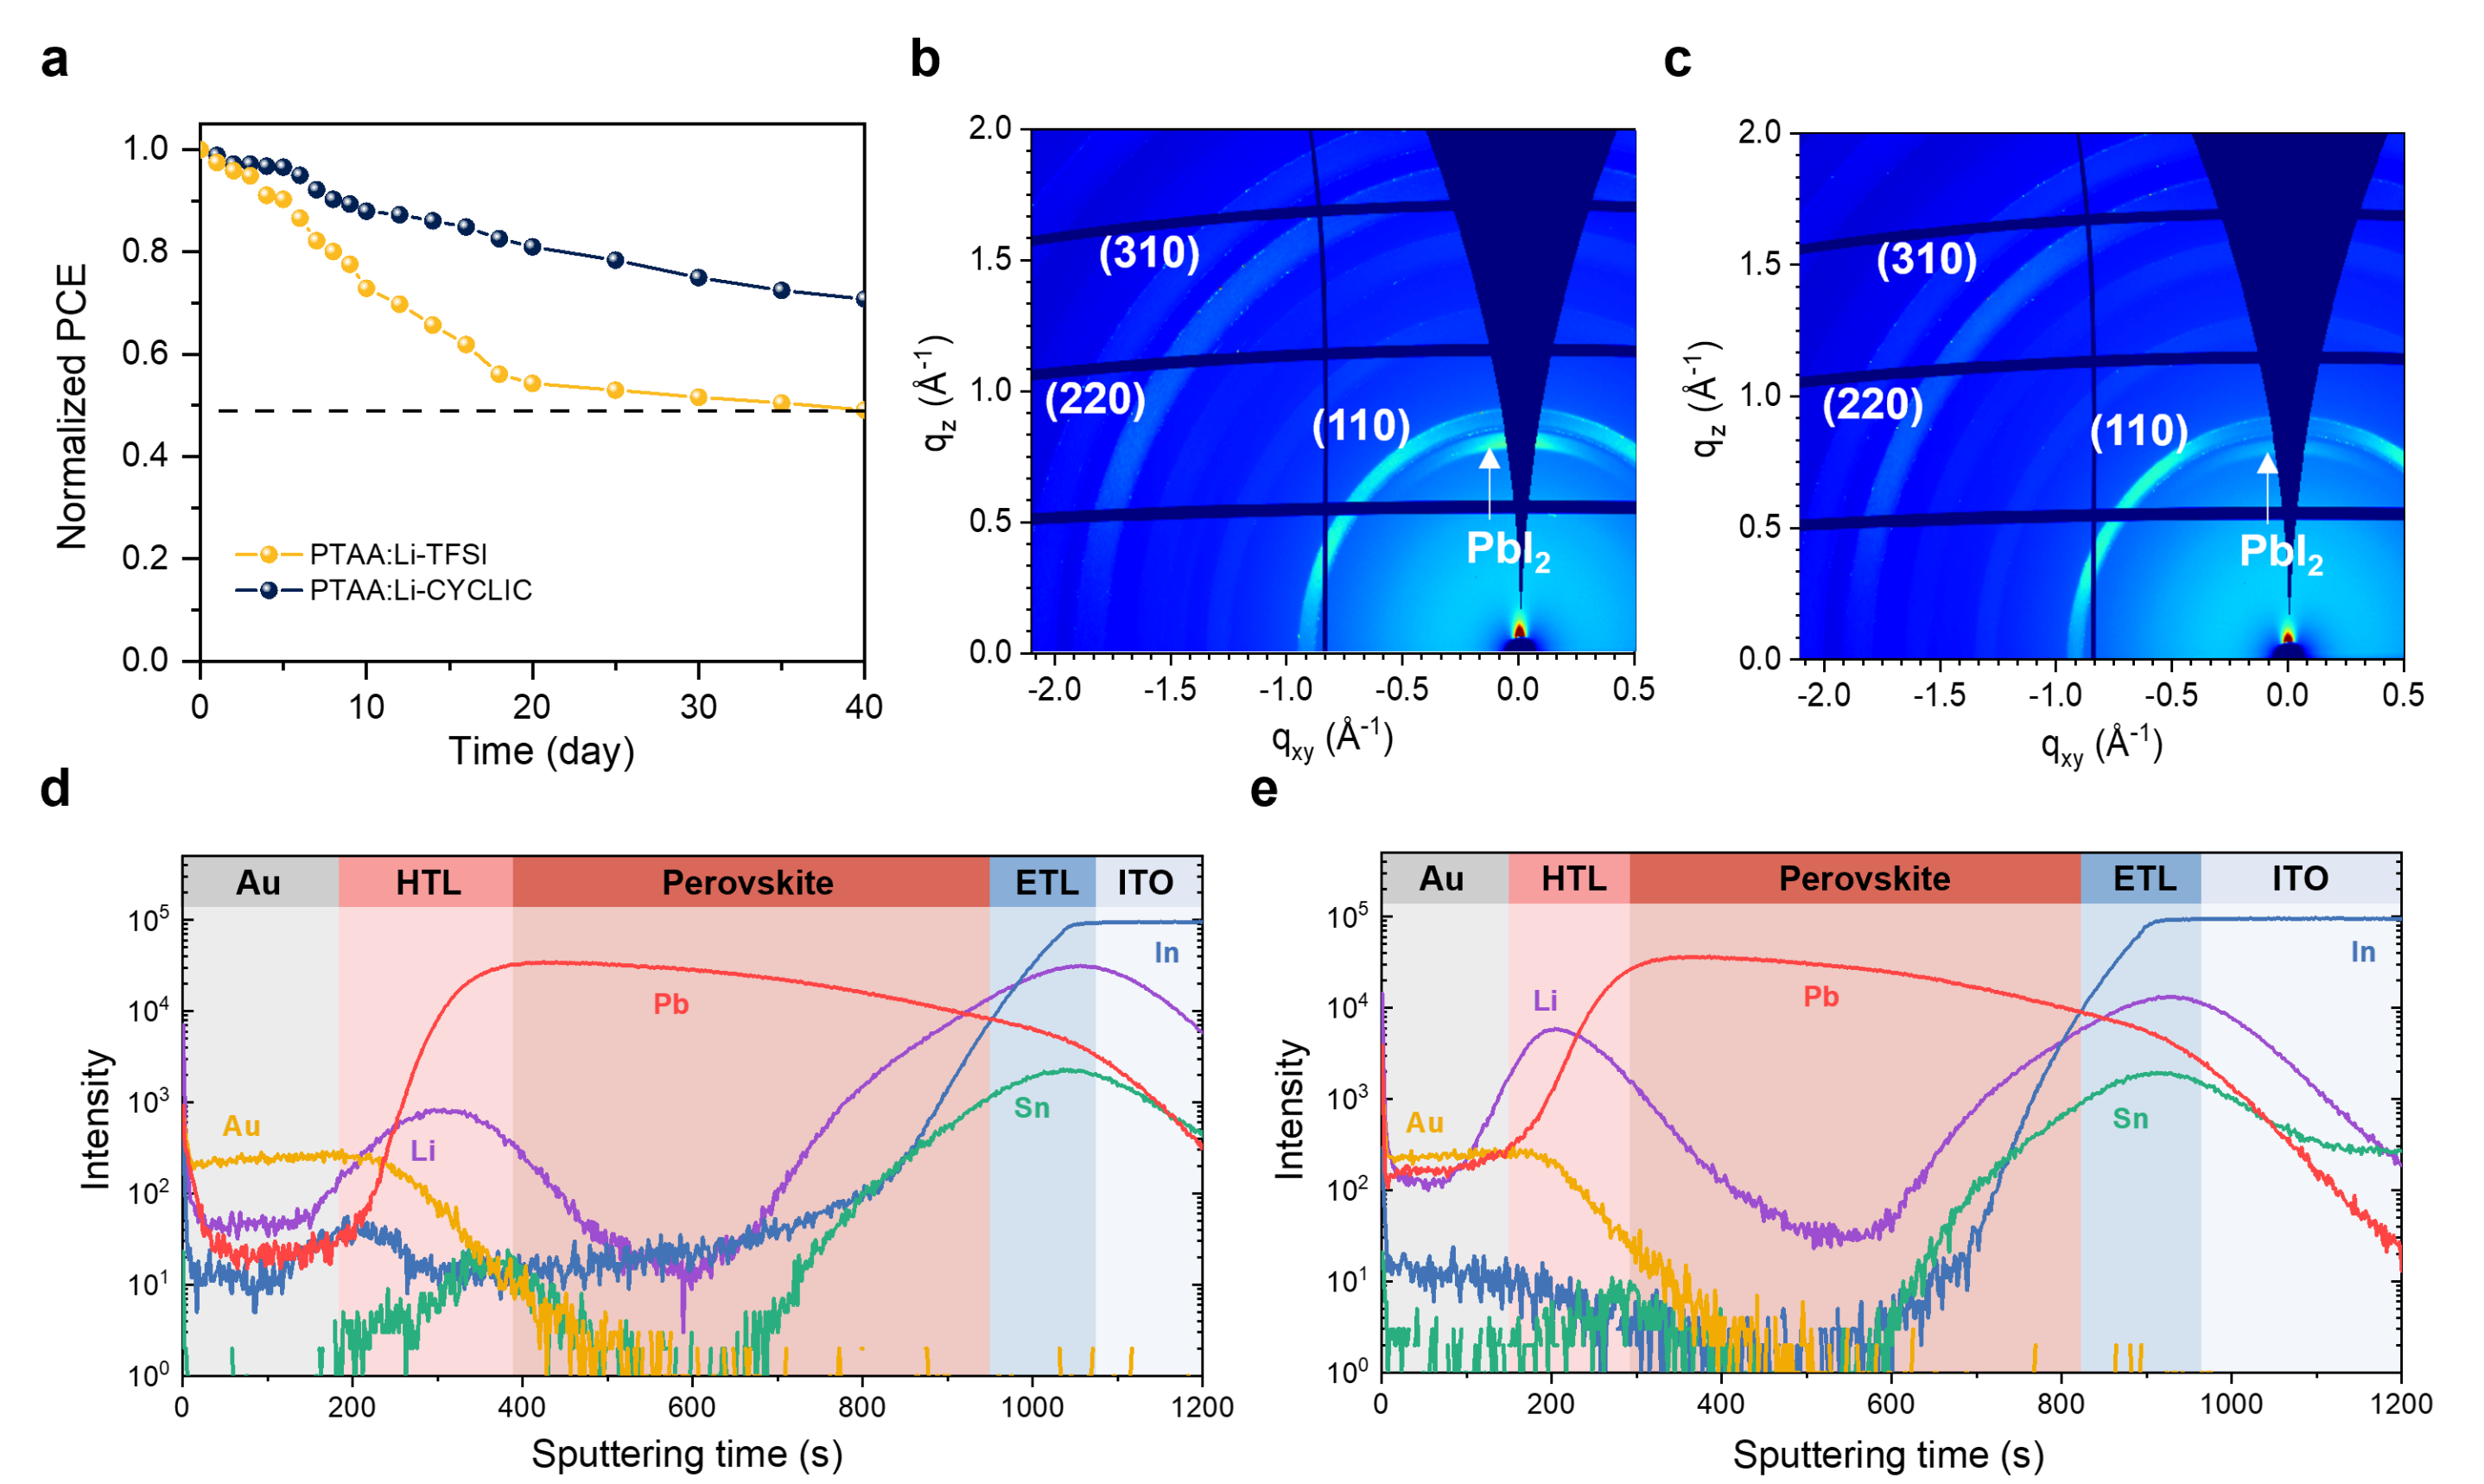 a
1.0
0.8
0.6
0.4
0.2
0.0
Normalized PCE
PTAA:Li-TFSI
PTAA:Li-CYCLIC
0 10 20 30 40
Time (day)
b
2.0
1.5
1.0
0.5
0.0
q_z (Å⁻¹)
(310)
(220)
(110)
PbI₂
-2.0 -1.5 -1.0 -0.5 0.0 0.5
q_xy (Å⁻¹)
c
2.0
1.5
1.0
0.5
0.0
q_z (Å⁻¹)
(310)
(220)
(110)
PbI₂
-2.0 -1.5 -1.0 -0.5 0.0 0.5
q_xy (Å⁻¹)
d
Au HTL Perovskite ETL ITO
10⁵
10⁴
10³
10²
10¹
10⁰
Intensity
In
Pb
Sn
Au
Li
0 200 400 600 800 1000 1200
Sputtering time (s)
e
Au HTL Perovskite ETL ITO
10⁵
10⁴
10³
10²
10¹
10⁰
Intensity
In
Li
Pb
Au
Sn
0 200 400 600 800 1000 1200
Sputtering time (s)